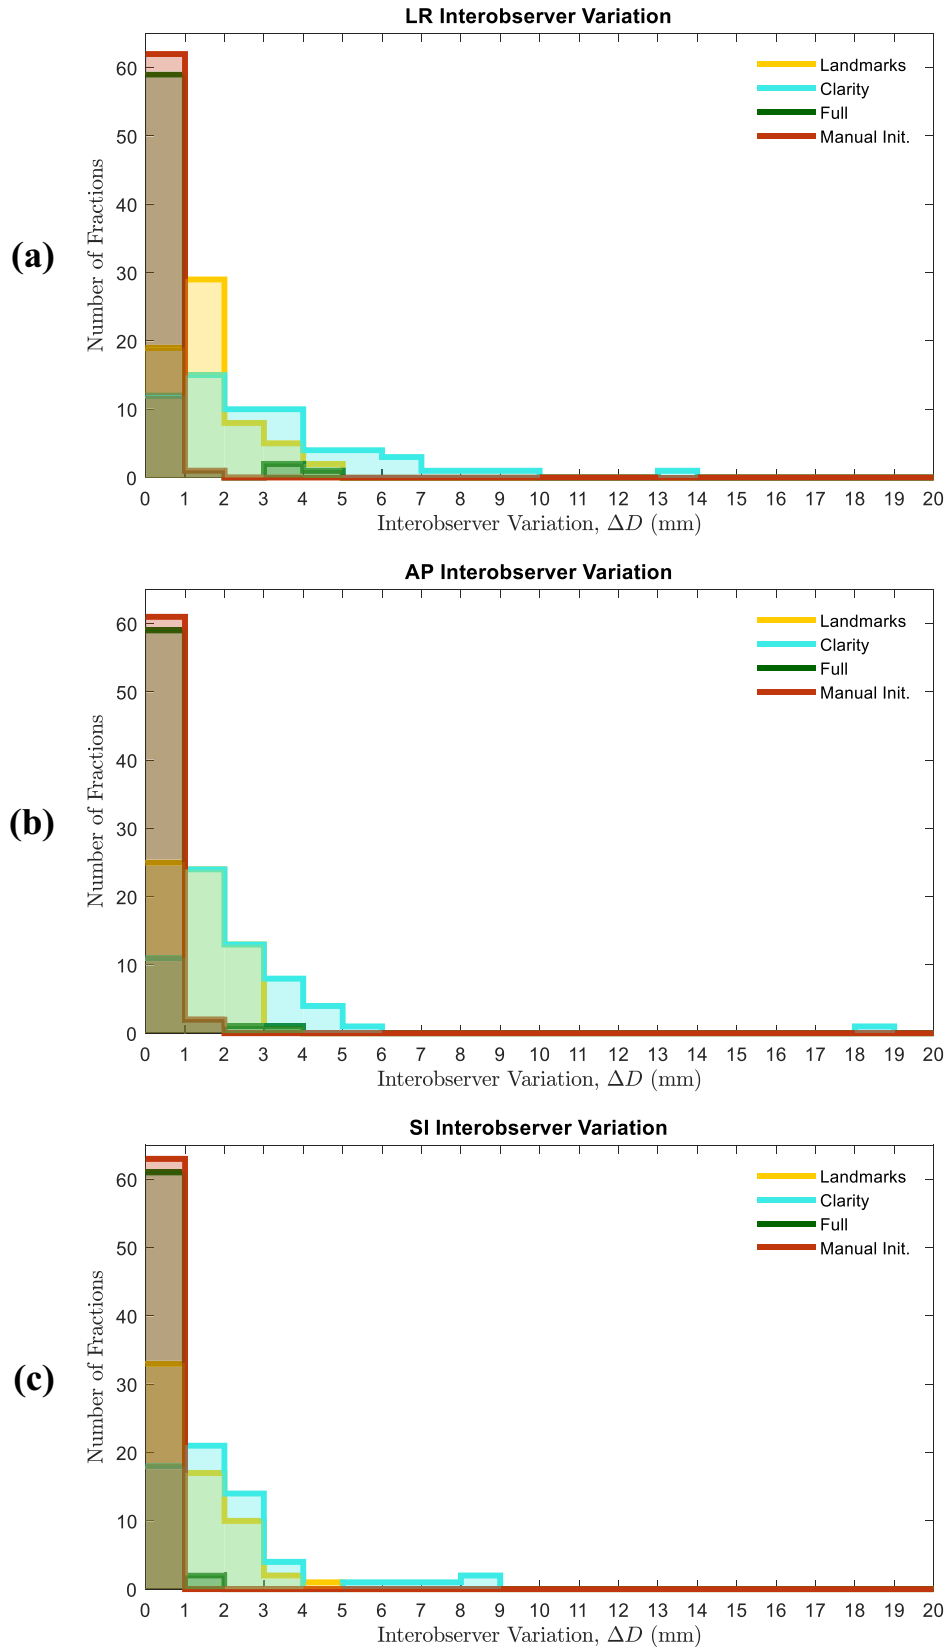 LR Interobserver Variation
Landmarks
Clarity
Full
Manual Init.
60
50
40
30
20
10
0
Number of Fractions
(a)
0 1 2 3 4 5 6 7 8 9 10 11 12 13 14 15 16 17 18 19 20
Interobserver Variation, ΔD (mm)
AP Interobserver Variation
Landmarks
Clarity
Full
Manual Init.
60
50
40
30
20
10
0
Number of Fractions
(b)
0 1 2 3 4 5 6 7 8 9 10 11 12 13 14 15 16 17 18 19 20
Interobserver Variation, ΔD (mm)
SI Interobserver Variation
Landmarks
Clarity
Full
Manual Init.
60
50
40
30
20
10
0
Number of Fractions
(c)
0 1 2 3 4 5 6 7 8 9 10 11 12 13 14 15 16 17 18 19 20
Interobserver Variation, ΔD (mm)